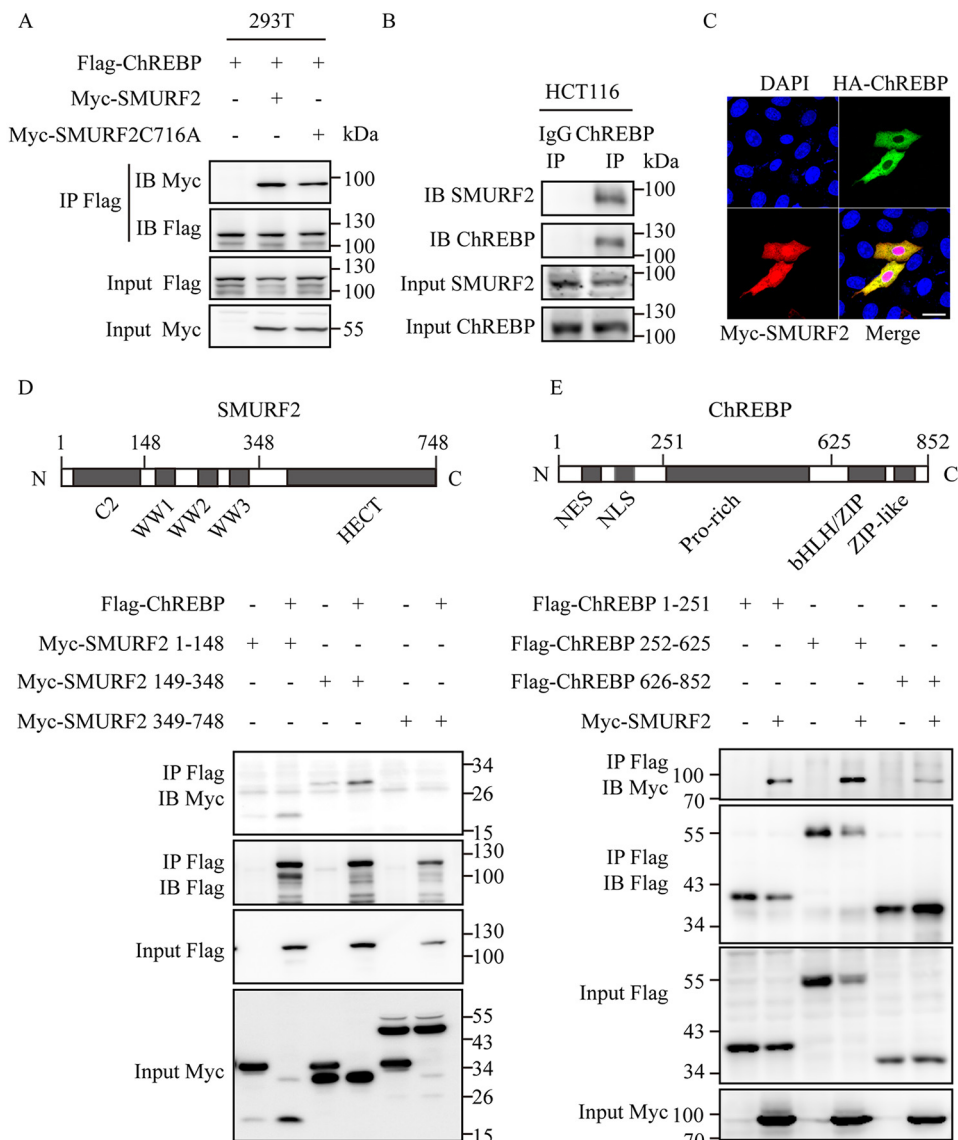 A
293T
Flag-ChREBP + + +
Myc-SMURF2 - + -
Myc-SMURF2C716A - - + kDa
IP Flag
IB Myc 100
IB Flag 130
100
Input Flag 130
100
Input Myc 55
B
HCT116
IgG ChREBP
IP IP kDa
IB SMURF2 100
IB ChREBP 130
100
Input SMURF2 100
Input ChREBP 130
100
C
DAPI HA-ChREBP
Myc-SMURF2 Merge
D
SMURF2
1 148 348 748
N C
C2 WW1 WW2 WW3 HECT
Flag-ChREBP - + - + - +
Myc-SMURF2 1-148 + + - - - -
Myc-SMURF2 149-348 - - + + - -
Myc-SMURF2 349-748 - - - - + +
IP Flag
IB Myc
34
26
15
IP Flag
IB Flag
130
100
Input Flag
130
100
Input Myc
55
43
34
26
15
E
ChREBP
1 251 625 852
N C
NES NLS Pro-rich bHLH/ZIP ZIP-like
Flag-ChREBP 1-251 + + - - - -
Flag-ChREBP 252-625 - - + + - -
Flag-ChREBP 626-852 - - - - + +
Myc-SMURF2 - + - + - +
IP Flag
IB Myc
100
70
IP Flag
IB Flag
55
43
34
Input Flag
55
43
34
Input Myc
100
70